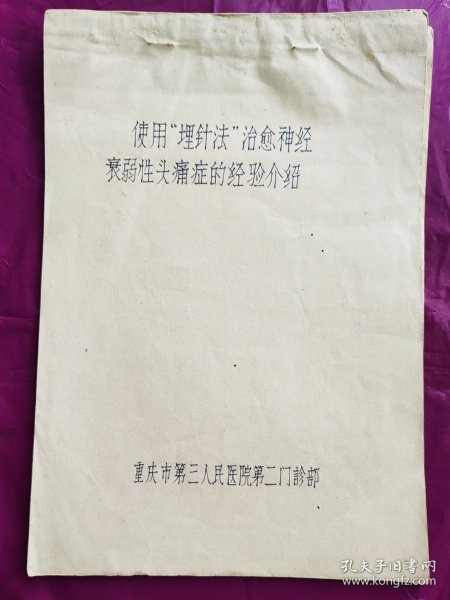 使用“埋针法”治愈神经
衰弱性头痛症的经验介绍
重庆市第三人民医院第二门診部
孔夫子旧书网
www.kongfz.com